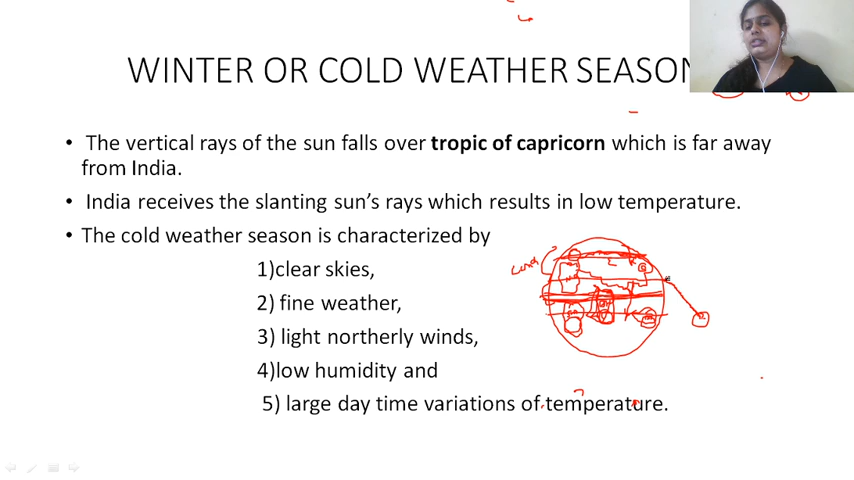 WINTER OR COLD WEATHER SEASON
• The vertical rays of the sun falls over tropic of capricorn which is far away
from India.
• India receives the slanting sun's rays which results in low temperature.
• The cold weather season is characterized by
1)clear skies,
2) fine weather,
3) light northerly winds,
4)low humidity and
5) large day time variations of temperature.